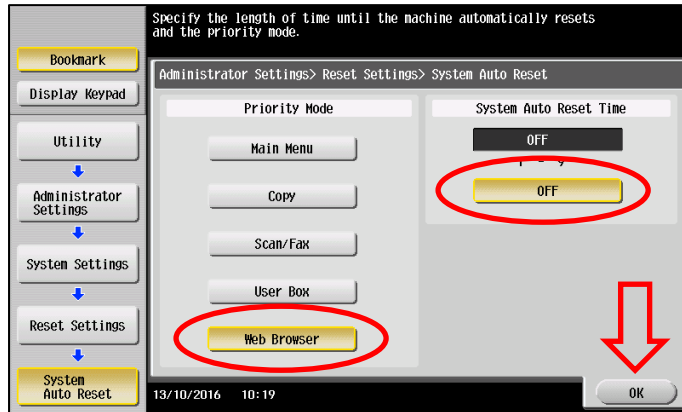 Specify the length of time until the machine automatically resets
and the priority mode.
Bookmark
Display Keypad
Utility
Administrator
Settings
System Settings
Reset Settings
System
Auto Reset
Administrator Settings> Reset Settings> System Auto Reset
Priority Mode
Main Menu
Copy
Scan/Fax
User Box
Web Browser
System Auto Reset Time
OFF
OFF
13/10/2016 10:19
OK